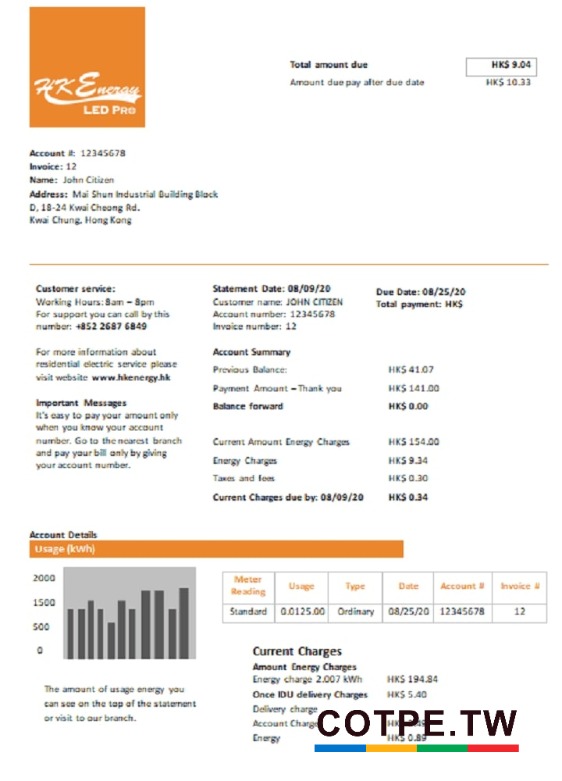 HK Energy
LED PRO
Total amount due HK$ 9.04
Amount due pay after due date HK$ 10.33
Account #: 12345678
Invoice: 12
Name: John Citizen
Address: Mai Shun Industrial Building Block
D, 18-24 Kwai Cheong Rd.
Kwai Chung, Hong Kong
Customer service:
Working Hours: 8am – 8pm
For support you can call by this
number: +852 2687 6849
For more information about
residential electric service please
visit website www.hkenergy.hk
Important Messages
It's easy to pay your amount only
when you know your account
number. Go to the nearest branch
and pay your bill only by giving
your account number.
Statement Date: 08/09/20
Customer name: JOHN CITIZEN
Account number: 12345678
Invoice number: 12
Due Date: 08/25/20
Total payment: HK$
Account Summary
Previous Balance: HK$ 41.07
Payment Amount – Thank you HK$ 141.00
Balance forward HK$ 0.00
Current Amount Energy Charges HK$ 154.00
Energy Charges HK$ 9.34
Taxes and fees HK$ 0.30
Current Charges due by: 08/09/20 HK$ 0.34
Account Details
Usage (kWh)
2000
1500
500
0
The amount of usage energy you
can see on the top of the statement
or visit to our branch.
Meter Reading Usage Type Date Account # Invoice #
Standard 0.0125.00 Ordinary 08/25/20 12345678 12
Current Charges
Amount Energy Charges
Energy charge 2.007 kWh HK$ 194.84
Once IDU delivery Charges HK$ 5.40
Delivery charge
Account Charge
Energy HK$ 0.89
COTPE.TW